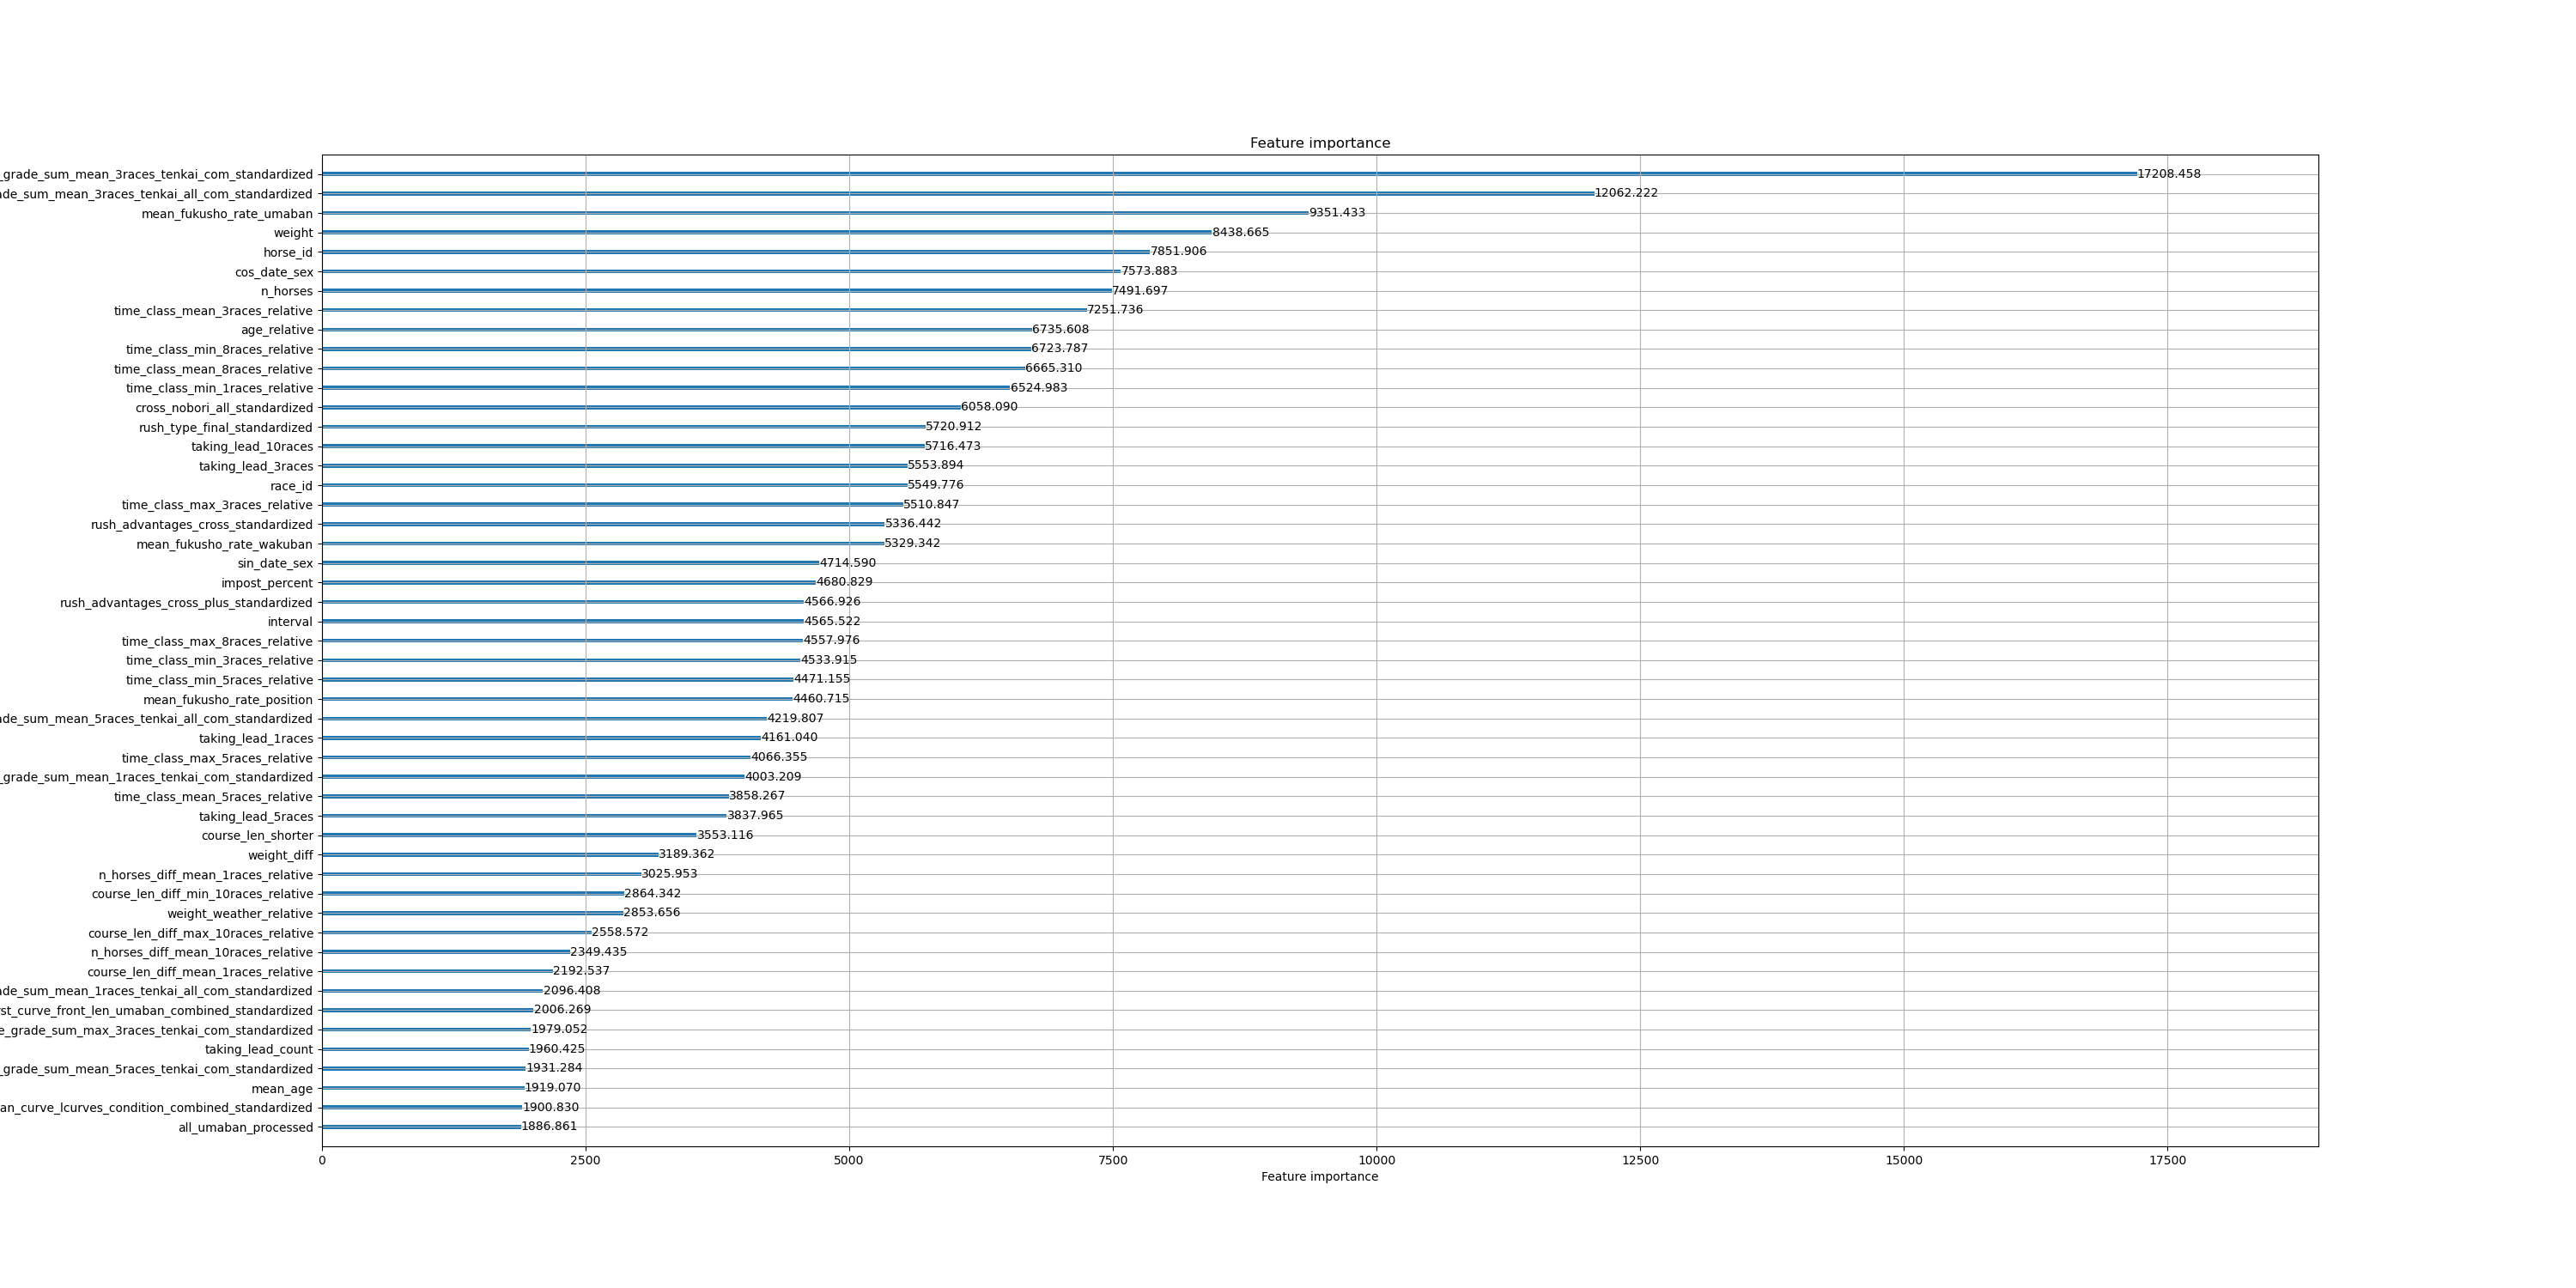 Feature importance
_grade_sum_mean_3races_tenkai_com_standardized 17208.458
de_sum_mean_3races_tenkai_all_com_standardized 12062.222
mean_fukusho_rate_umaban 9351.433
weight 8438.665
horse_id 7851.906
cos_date_sex 7573.883
n_horses 7491.697
time_class_mean_3races_relative 7251.736
age_relative 6735.608
time_class_min_8races_relative 6723.787
time_class_mean_8races_relative 6665.310
time_class_min_1races_relative 6524.983
cross_nobori_all_standardized 6058.090
rush_type_final_standardized 5720.912
taking_lead_10races 5716.473
taking_lead_3races 5553.894
race_id 5549.776
time_class_max_3races_relative 5510.847
rush_advantages_cross_standardized 5336.442
mean_fukusho_rate_wakuban 5329.342
sin_date_sex 4714.590
impost_percent 4680.829
rush_advantages_cross_plus_standardized 4566.926
interval 4565.522
time_class_max_8races_relative 4557.976
time_class_min_3races_relative 4533.915
time_class_min_5races_relative 4471.155
mean_fukusho_rate_position 4460.715
de_sum_mean_5races_tenkai_all_com_standardized 4219.807
taking_lead_1races 4161.040
time_class_max_5races_relative 4066.355
_grade_sum_mean_1races_tenkai_com_standardized 4003.209
time_class_mean_5races_relative 3858.267
taking_lead_5races 3837.965
course_len_shorter 3553.116
weight_diff 3189.362
n_horses_diff_mean_1races_relative 3025.953
course_len_diff_min_10races_relative 2864.342
weight_weather_relative 2853.656
course_len_diff_max_10races_relative 2558.572
n_horses_diff_mean_10races_relative 2349.435
course_len_diff_mean_1races_relative 2192.537
de_sum_mean_1races_tenkai_all_com_standardized 2096.408
st_curve_front_len_umaban_combined_standardized 2006.269
e_grade_sum_max_3races_tenkai_com_standardized 1979.052
taking_lead_count 1960.425
_grade_sum_mean_5races_tenkai_com_standardized 1931.284
mean_age 1919.070
an_curve_lcurves_condition_combined_standardized 1900.830
all_umaban_processed 1886.861
0 2500 5000 7500 10000 12500 15000 17500
Feature importance